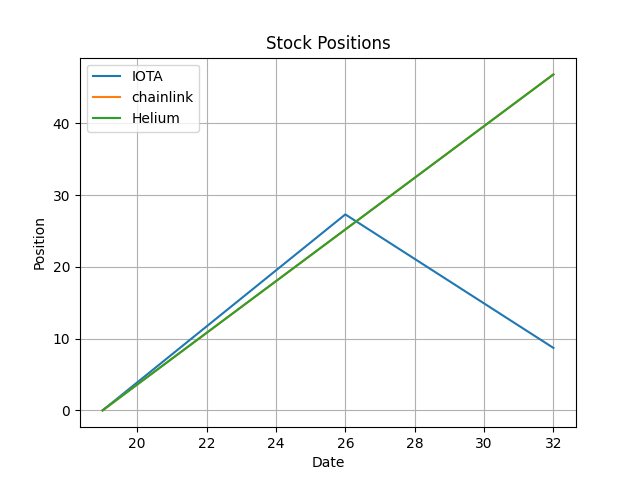 Stock Positions
IOTA
chainlink
Helium
40
30
20
10
0
Position
20 22 24 26 28 30 32
Date